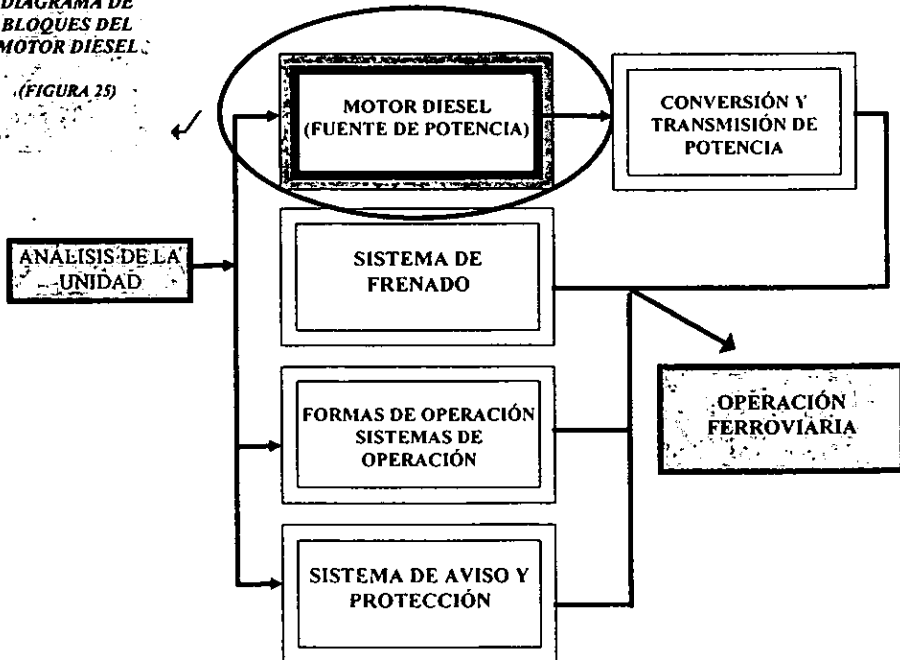 DIAGRAMA DE
BLOQUES DEL
MOTOR DIESEL
(FIGURA 25)
MOTOR DIESEL
(FUENTE DE POTENCIA)
CONVERSIÓN Y
TRANSMISIÓN DE
POTENCIA
ANÁLISIS DE LA
UNIDAD
SISTEMA DE
FRENADO
FORMAS DE OPERACIÓN
SISTEMAS DE
OPERACIÓN
OPERACIÓN
FERROVIARIA
SISTEMA DE AVISO Y
PROTECCIÓN